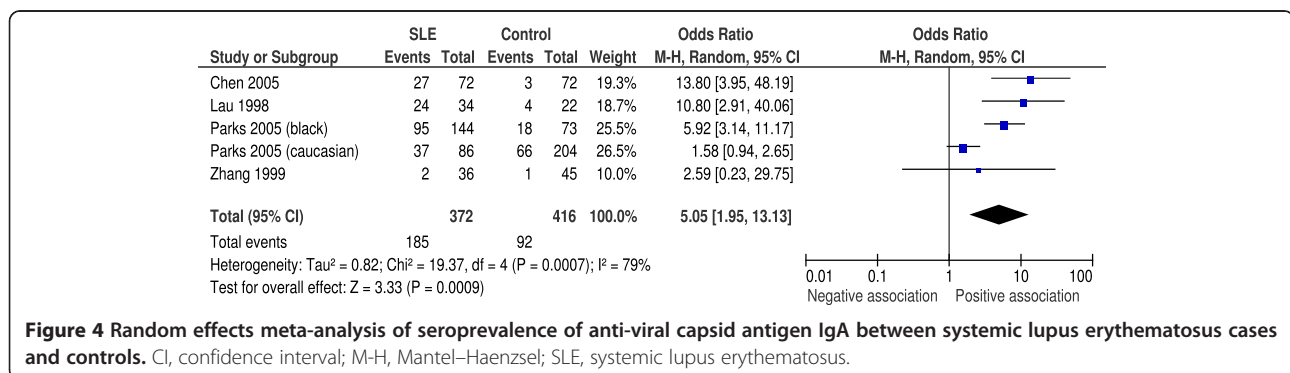 SLE Control Odds Ratio Odds Ratio
Study or Subgroup Events Total Events Total Weight M-H, Random, 95% CI M-H, Random, 95% CI
Chen 2005 27 72 3 72 19.3% 13.80 [3.95, 48.19]
Lau 1998 24 34 4 22 18.7% 10.80 [2.91, 40.06]
Parks 2005 (black) 95 144 18 73 25.5% 5.92 [3.14, 11.17]
Parks 2005 (caucasian) 37 86 66 204 26.5% 1.58 [0.94, 2.65]
Zhang 1999 2 36 1 45 10.0% 2.59 [0.23, 29.75]
Total (95% CI) 372 416 100.0% 5.05 [1.95, 13.13]
Total events 185 92
Heterogeneity: Tau² = 0.82; Chi² = 19.37, df = 4 (P = 0.0007); I² = 79%
Test for overall effect: Z = 3.33 (P = 0.0009)
0.01 0.1 1 10 100
Negative association Positive association
Figure 4 Random effects meta-analysis of seroprevalence of anti-viral capsid antigen IgA between systemic lupus erythematosus cases
and controls. CI, confidence interval; M-H, Mantel–Haenzsel; SLE, systemic lupus erythematosus.